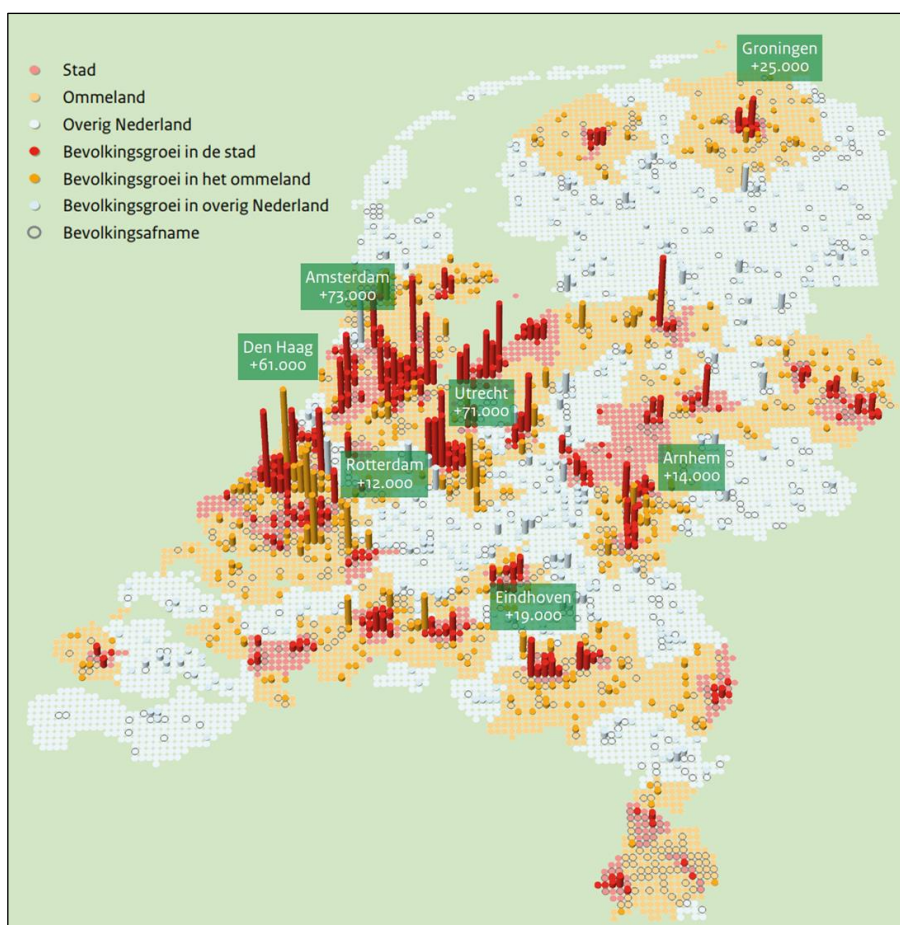 Stad
Ommeland
Overig Nederland
Bevolkingsgroei in de stad
Bevolkingsgroei in het ommeland
Bevolkingsgroei in overig Nederland
Bevolkingsafname
Groningen
+25.000
Amsterdam
+73.000
Den Haag
+61.000
Utrecht
+71.000
Rotterdam
+12.000
Arnhem
+14.000
Eindhoven
+19.000